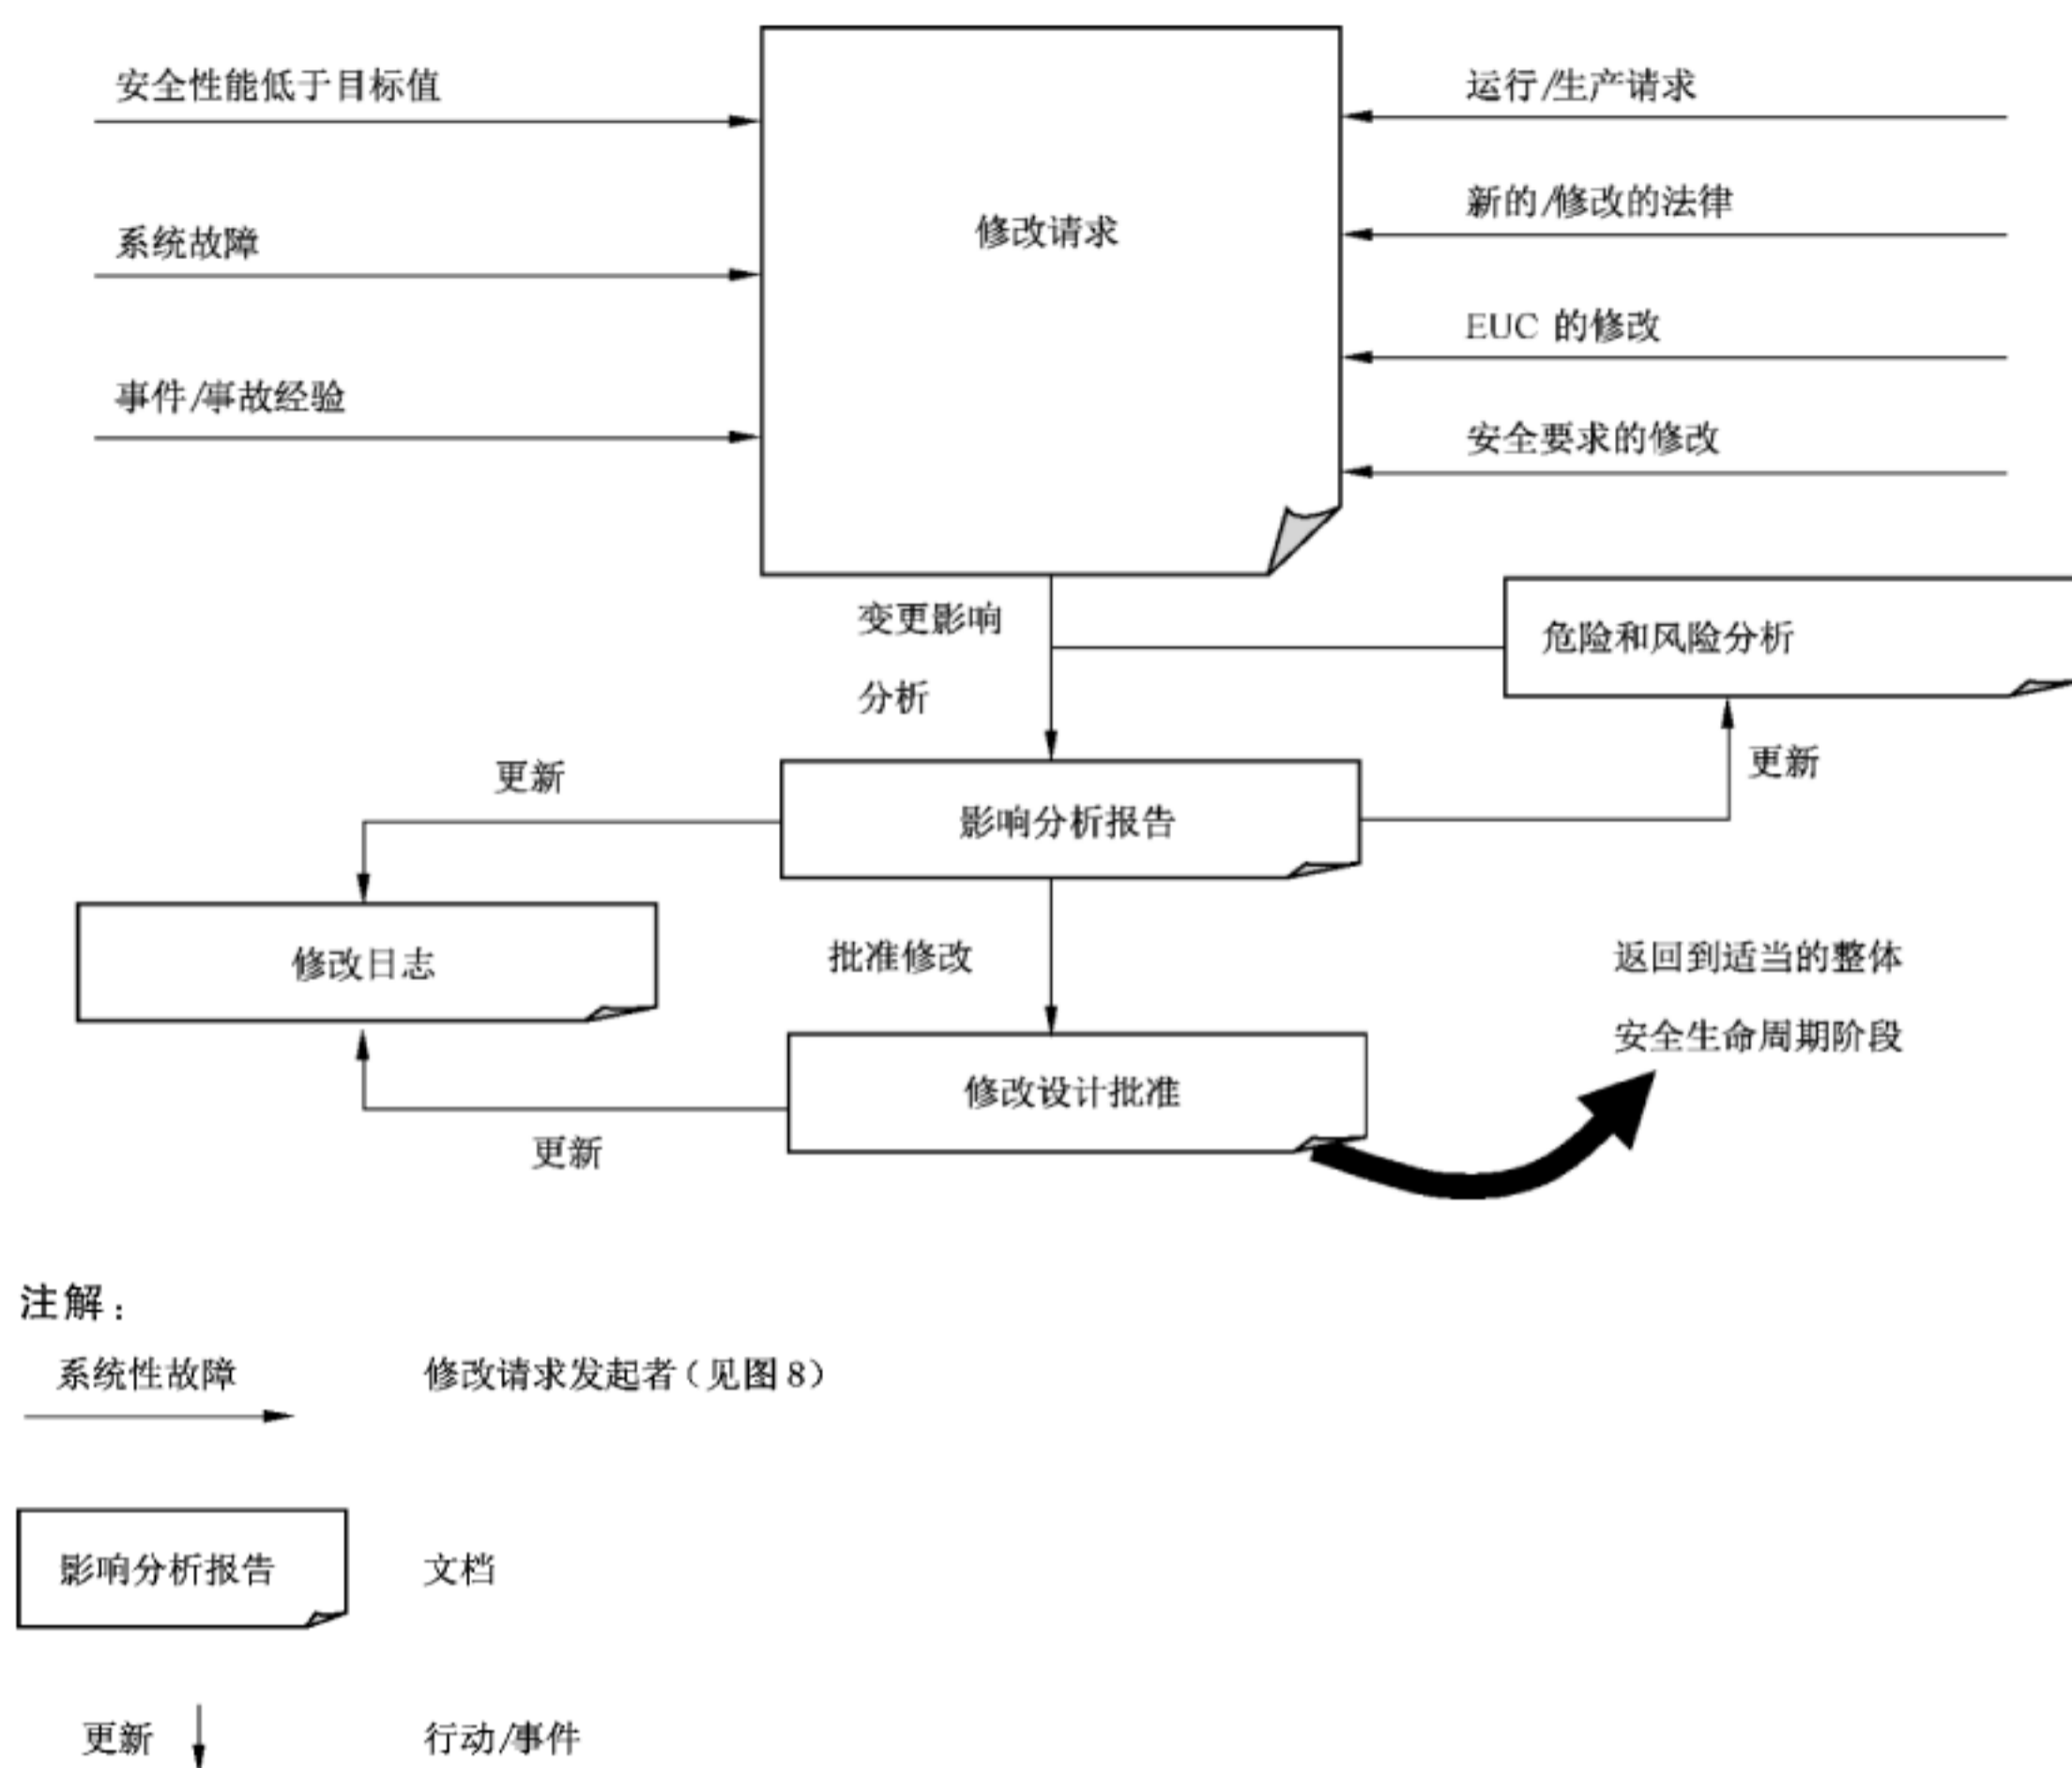 安全性能低于目标值
系统故障
事件/事故经验
修改请求
运行/生产请求
新的/修改的法律
EUC 的修改
安全要求的修改
变更影响
分析
危险和风险分析
更新
影响分析报告
更新
修改日志
批准修改
返回到适当的整体
安全生命周期阶段
修改设计批准
更新
注解：
系统性故障
修改请求发起者（见图 8）
影响分析报告
文档
更新
行动/事件